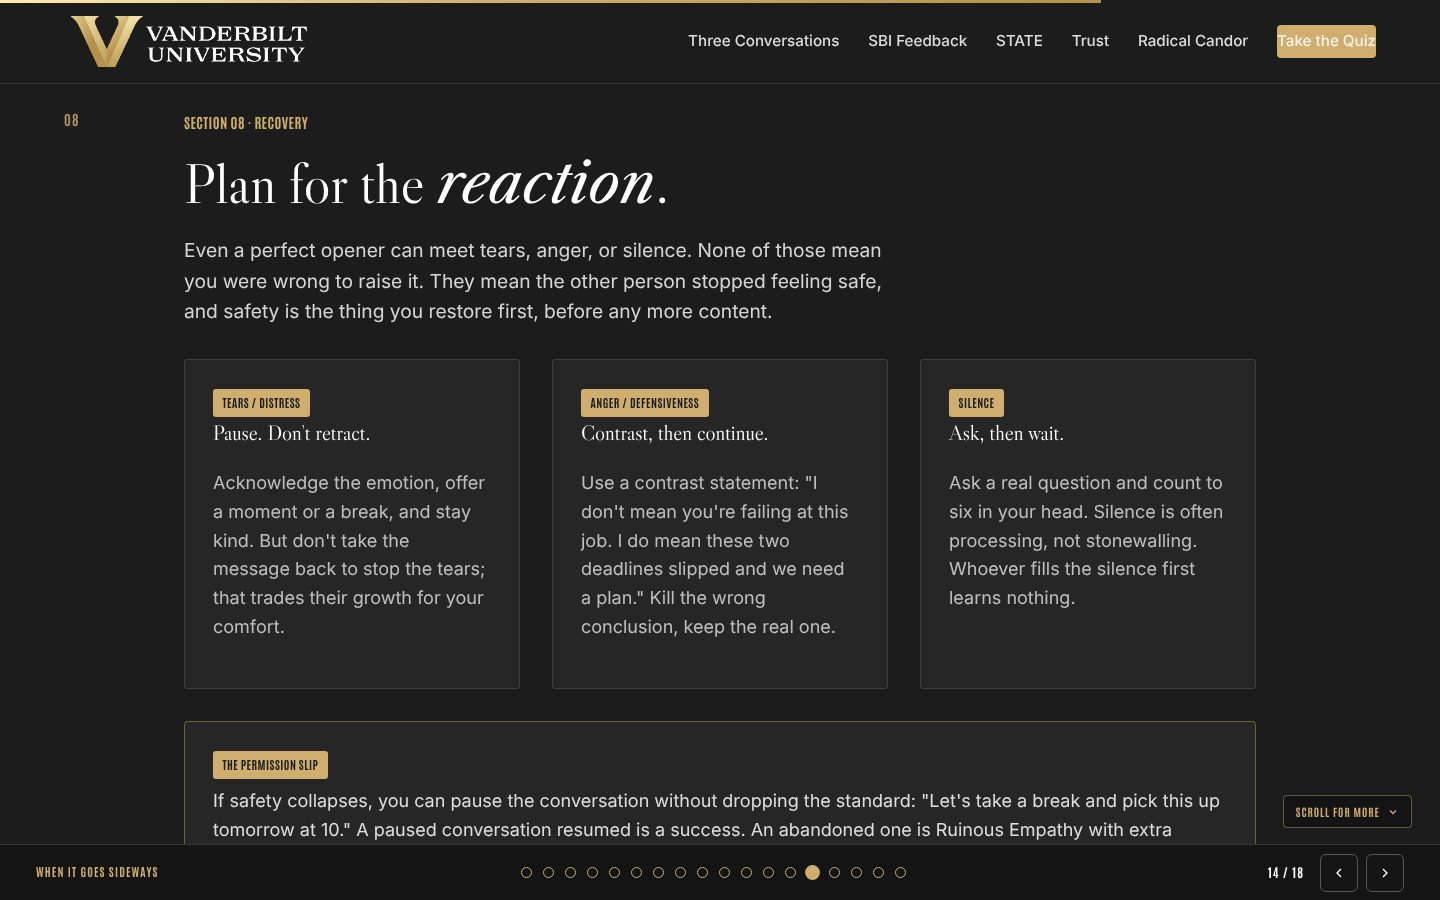 VANDERBILT
UNIVERSITY
Three Conversations
SBI Feedback
STATE
Trust
Radical Candor
Take the Quiz
08
SECTION 08 · RECOVERY
Plan for the reaction.
Even a perfect opener can meet tears, anger, or silence. None of those mean
you were wrong to raise it. They mean the other person stopped feeling safe,
and safety is the thing you restore first, before any more content.
TEARS / DISTRESS
Pause. Don't retract.
Acknowledge the emotion, offer
a moment or a break, and stay
kind. But don't take the
message back to stop the tears;
that trades their growth for your
comfort.
ANGER / DEFENSIVENESS
Contrast, then continue.
Use a contrast statement: "I
don't mean you're failing at this
job. I do mean these two
deadlines slipped and we need
a plan." Kill the wrong
conclusion, keep the real one.
SILENCE
Ask, then wait.
Ask a real question and count to
six in your head. Silence is often
processing, not stonewalling.
Whoever fills the silence first
learns nothing.
THE PERMISSION SLIP
If safety collapses, you can pause the conversation without dropping the standard: "Let's take a break and pick this up
tomorrow at 10." A paused conversation resumed is a success. An abandoned one is Ruinous Empathy with extra
SCROLL FOR MORE
WHEN IT GOES SIDEWAYS
14 / 18